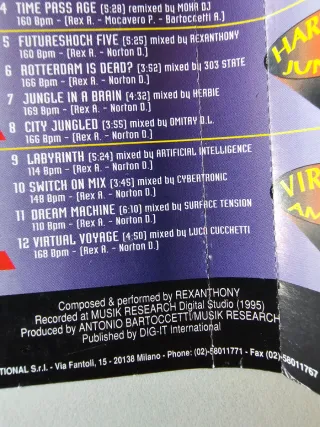 4 TIME PASS AGE [5:28] remixed by MOHA DJ
160 Bpm - [Rex A. - Mocavero P. - Bartoccetti A.]
5 FUTURESHOCK FIVE [5:25] mixed by REXANTHONY
160 Bpm - [Rex A. - Norton D.]
6 ROTTERDAM IS DEAD? [3:52] mixed by 303 STATE
166 Bpm - [Rex A. - Norton D.]
7 JUNGLE IN A BRAIN [4:32] mixed by HERBIE
169 Bpm - [Rex A. - Norton D.]
8 CITY JUNGLED [3:55] mixed by DMITRY D.L.
166 Bpm - [Rex A. - Norton D.]
9 LABYRINTH [5:24] mixed by ARTIFICIAL INTELLIGENCE
114 Bpm - [Rex A. - Norton D.]
10 SWITCH ON MIX [3:45] mixed by CYBERTRONIC
148 Bpm - [Rex A. - Norton D.]
11 DREAM MACHINE [6:10] mixed by SURFACE TENSION
110 Bpm - [Rex A. - Norton D.]
12 VIRTUAL VOYAGE [4:50] mixed by LUCA CUCCHETTI
168 Bpm - [Rex A. - Norton D.]
HAR
JUN
VIR
AM
Composed & performed by REXANTHONY
Recorded at MUSIK RESEARCH Digital Studio (1995)
Produced by ANTONIO BARTOCCETTI/MUSIK RESEARCH
Published by DIG-IT International
TIONAL S.r.l. - Via Fantoli, 15 - 20138 Milano - Phone: (02)-58011771 - Fax (02)-58011767